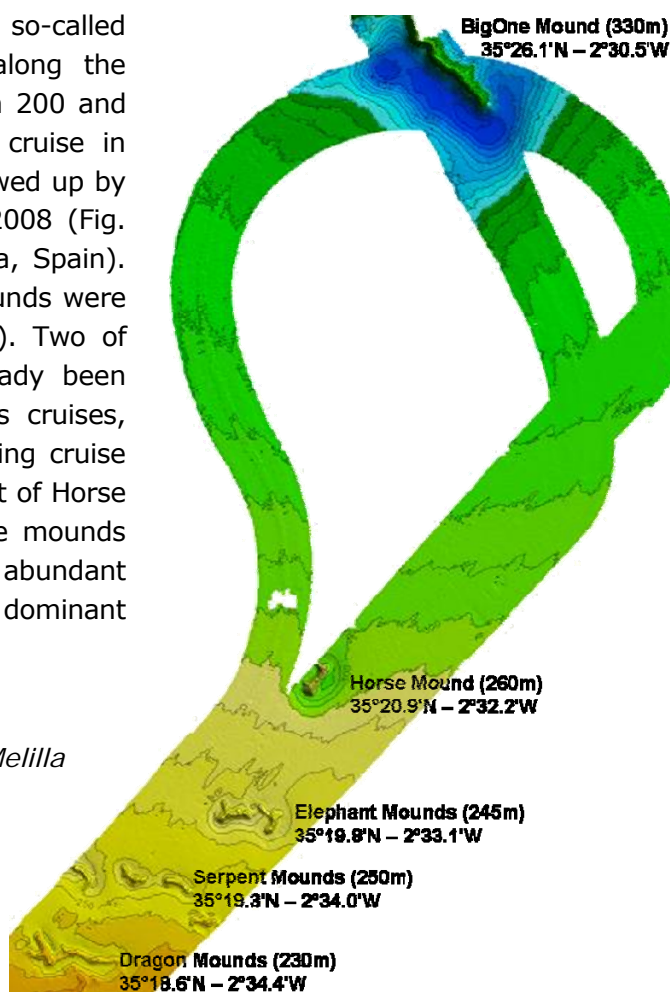 so-called
along the
200 and
cruise in
wed up by
2008 (Fig.
a, Spain).
unds were
). Two of
eady been
s cruises,
ing cruise
t of Horse
e mounds
abundant
dominant
Melilla
BigOne Mound (330m)
35°26.1'N – 2°30.5'W
Horse Mound (260m)
35°20.9'N – 2°32.2'W
Elephant Mounds (245m)
35°19.8'N – 2°33.1'W
Serpent Mounds (250m)
35°19.3'N – 2°34.0'W
Dragon Mounds (230m)
35°18.6'N – 2°34.4'W